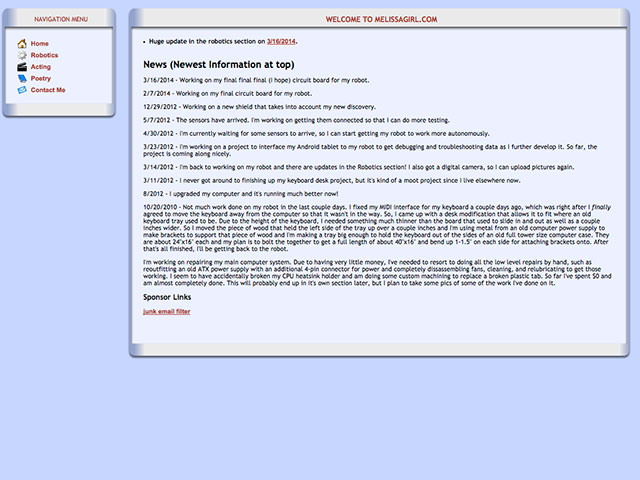 NAVIGATION MENU
Home
Robotics
Acting
Poetry
Contact Me
WELCOME TO MELISSAGIRL.COM
• Huge update in the robotics section on 3/16/2014.
News (Newest Information at top)
3/16/2014 - Working on my final final final (I hope) circuit board for my robot.
2/7/2014 - Working on my final circuit board for my robot.
12/29/2012 - Working on a new shield that takes into account my new discovery.
5/7/2012 - The sensors have arrived. I'm working on getting them connected so that I can do more testing.
4/30/2012 - I'm currently waiting for some sensors to arrive, so I can start getting my robot to work more autonomously.
3/23/2012 - I'm working on a project to interface my Android tablet to my robot to get debugging and troubleshooting data as I further develop it. So far, the
project is coming along nicely.
3/14/2012 - I'm back to working on my robot and there are updates in the Robotics section! I also got a digital camera, so I can upload pictures again.
3/11/2012 - I never got around to finishing up my keyboard desk project, but it's kind of a moot project since I live elsewhere now.
8/2012 - I upgraded my computer and it's running much better now!
10/20/2010 - Not much work done on my robot in the last couple days. I fixed my MIDI interface for my keyboard a couple days ago, which was right after I finally
agreed to move the keyboard away from the computer so that it wasn't in the way. So, I came up with a desk modification that allows it to fit where an old
keyboard tray used to be. Due to the height of the keyboard, I needed something much thinner than the board that used to slide in and out as well as a couple
inches wider. So I moved the piece of wood that held the left side of the tray up over a couple inches and I'm using metal from an old computer power supply to
make brackets to support that piece of wood and I'm making a tray big enough to hold the keyboard out of the sides of an old full tower size computer case. They
are about 24"x16" each and my plan is to bolt the together to get a full length of about 40"x16" and bend up 1-1.5" on each side for attaching brackets onto. After
that's all finished, I'll be getting back to the robot.
I'm working on repairing my main computer system. Due to having very little money, I've needed to resort to doing all the low level repairs by hand, such as
reoutfitting an old ATX power supply with an additional 4-pin connector for power and completely dissassembling fans, cleaning, and relubricating to get those
working. I seem to have accidentally broken my CPU heatsink holder and am doing some custom machining to replace a broken plastic tab. So far I've spent $0 and
am almost completely done. This will probably end up in it's own section later, but I plan to take some pics of some of the work I've done on it.
Sponsor Links
junk email filter